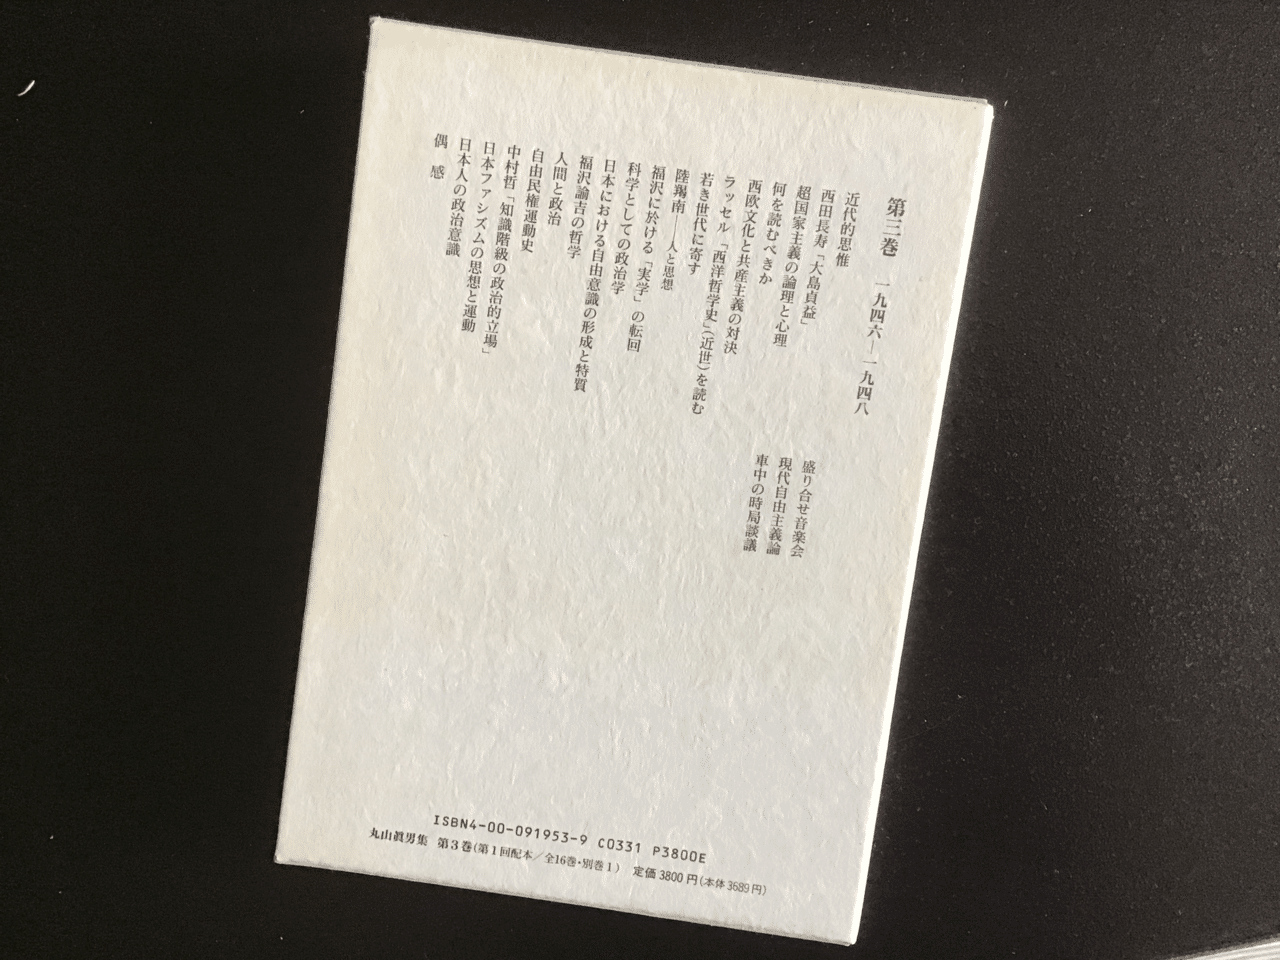 第三巻 一九四六―一九四八
近代的思惟
西田長寿「大島貞益」
超国家主義の論理と心理
何を読むべきか
西欧文化と共産主義の対決
ラッセル「西洋哲学史」(近世)を読む
若き世代に寄す
陸羯南――人と思想
福沢に於ける「実学」の転回
科学としての政治学
日本における自由意識の形成と特質
福沢諭吉の哲学
人間と政治
自由民権運動史
中村哲「知識階級の政治的立場」
日本ファシズムの思想と運動
日本人の政治意識
偶感
盛り合せ音楽会
現代自由主義論
車中の時局談議
ISBN4-00-091953-9 C0331 P3800E
丸山眞男集 第3巻(第1回配本/全16巻・別巻1) 定価3800円(本体3689円)